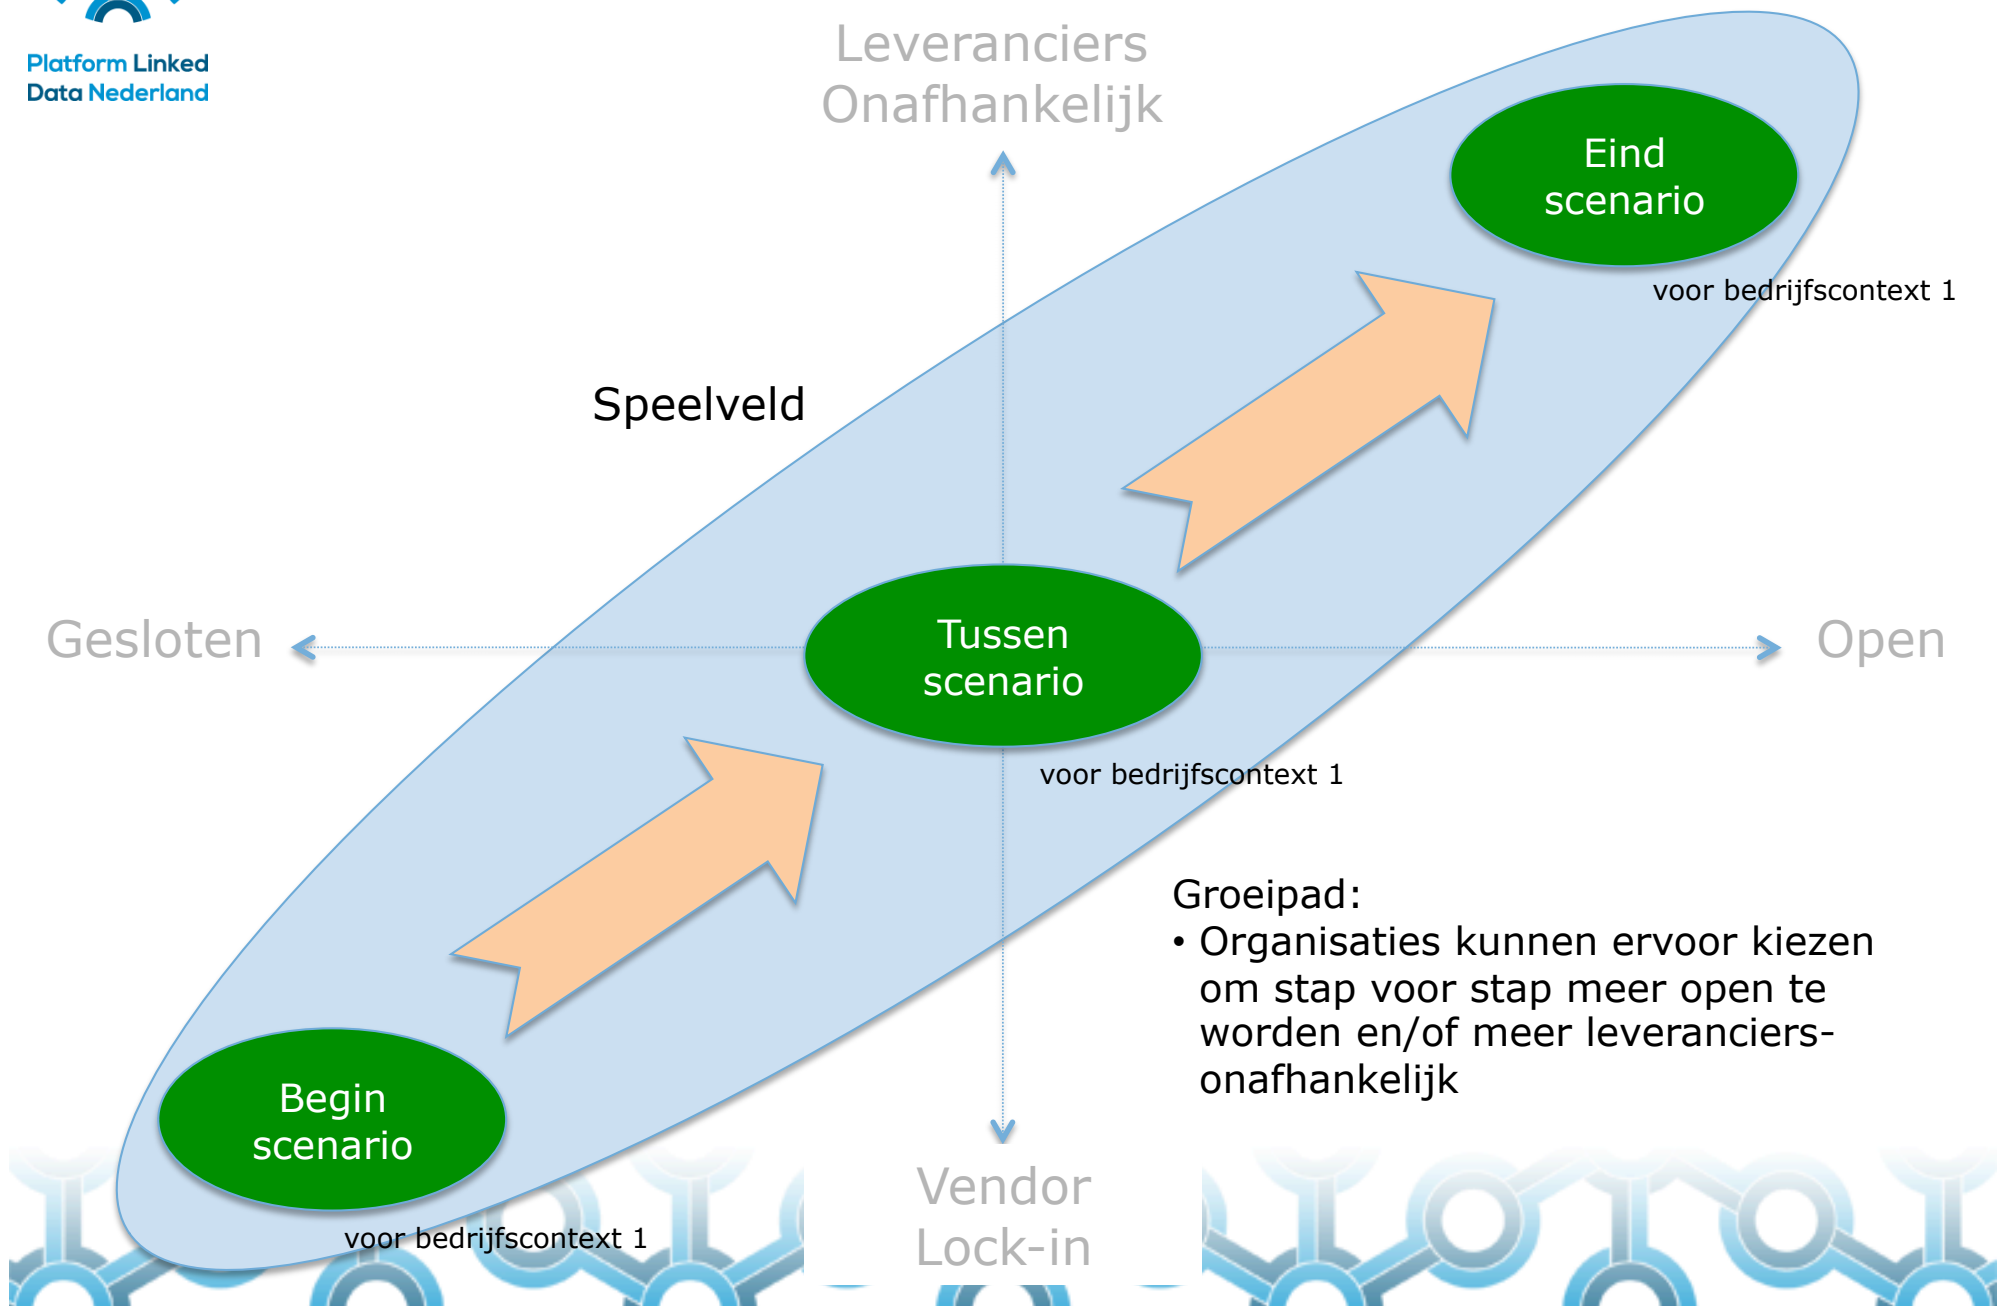 Platform Linked
Data Nederland
Leveranciers
Onafhankelijk
Eind
scenario
voor bedrijfscontext 1
Speelveld
Gesloten
Tussen
scenario
Open
voor bedrijfscontext 1
Groeipad:
• Organisaties kunnen ervoor kiezen
om stap voor stap meer open te
worden en/of meer leveranciers-
onafhankelijk
Begin
scenario
voor bedrijfscontext 1
Vendor
Lock-in